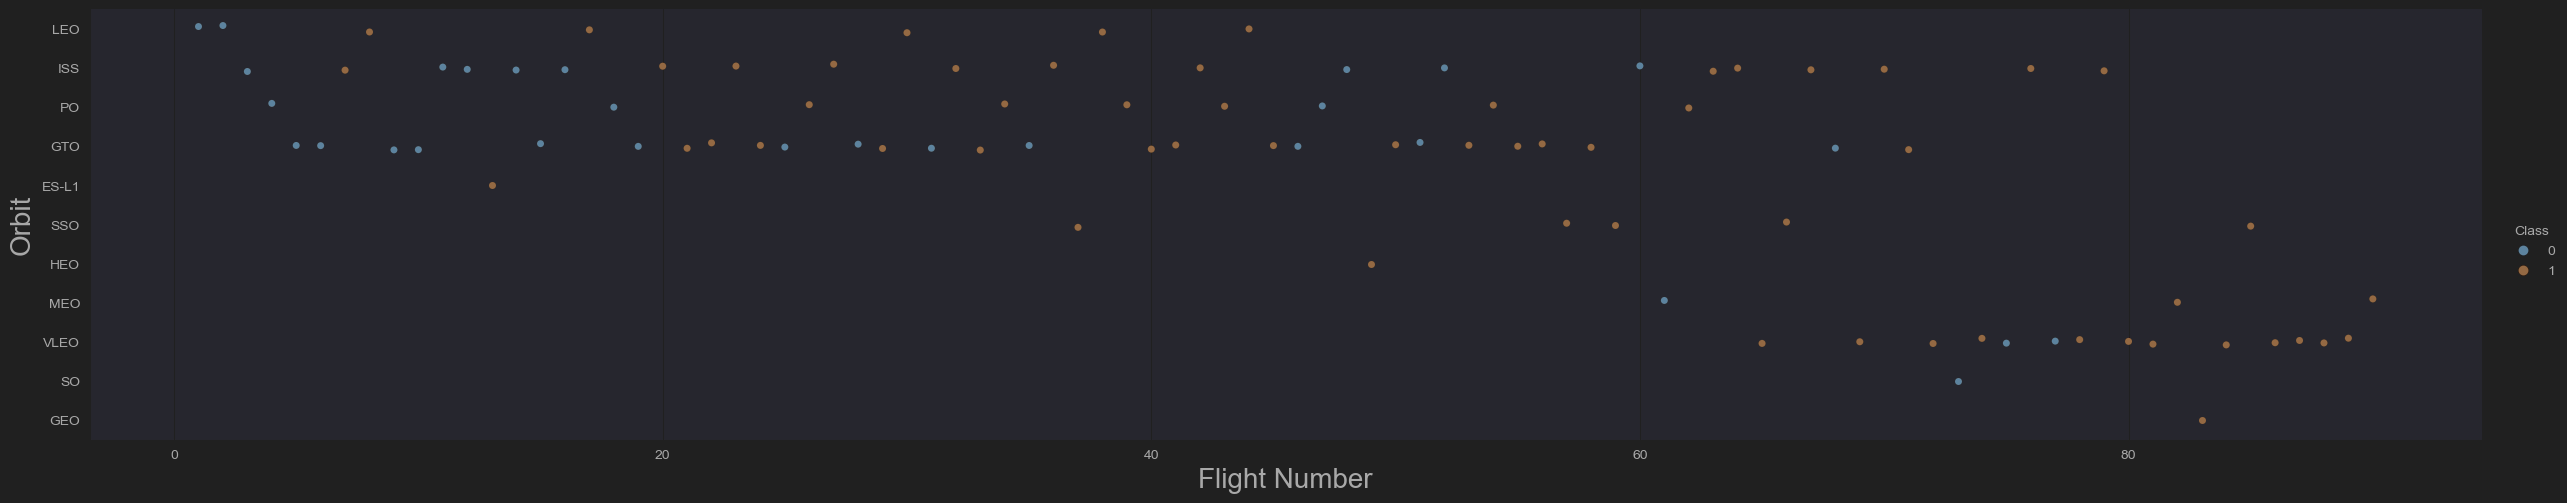 LEO
ISS
PO
GTO
ES-L1
SSO
HEO
MEO
VLEO
SO
GEO
Orbit
0 20 40 60 80
Flight Number
Class
0
1